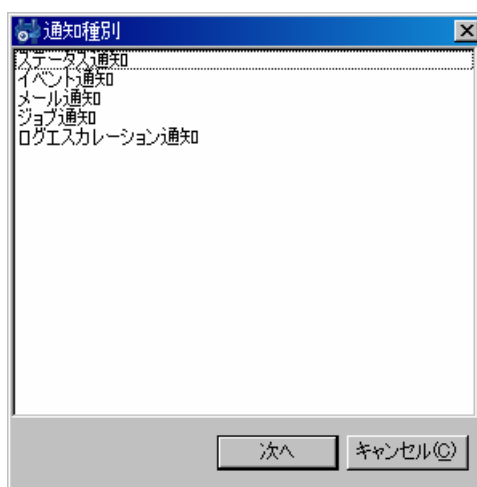 通知種別
ステータス通知
イベント通知
メール通知
ジョブ通知
ログエスカレーション通知
次へ
キャンセル(C)